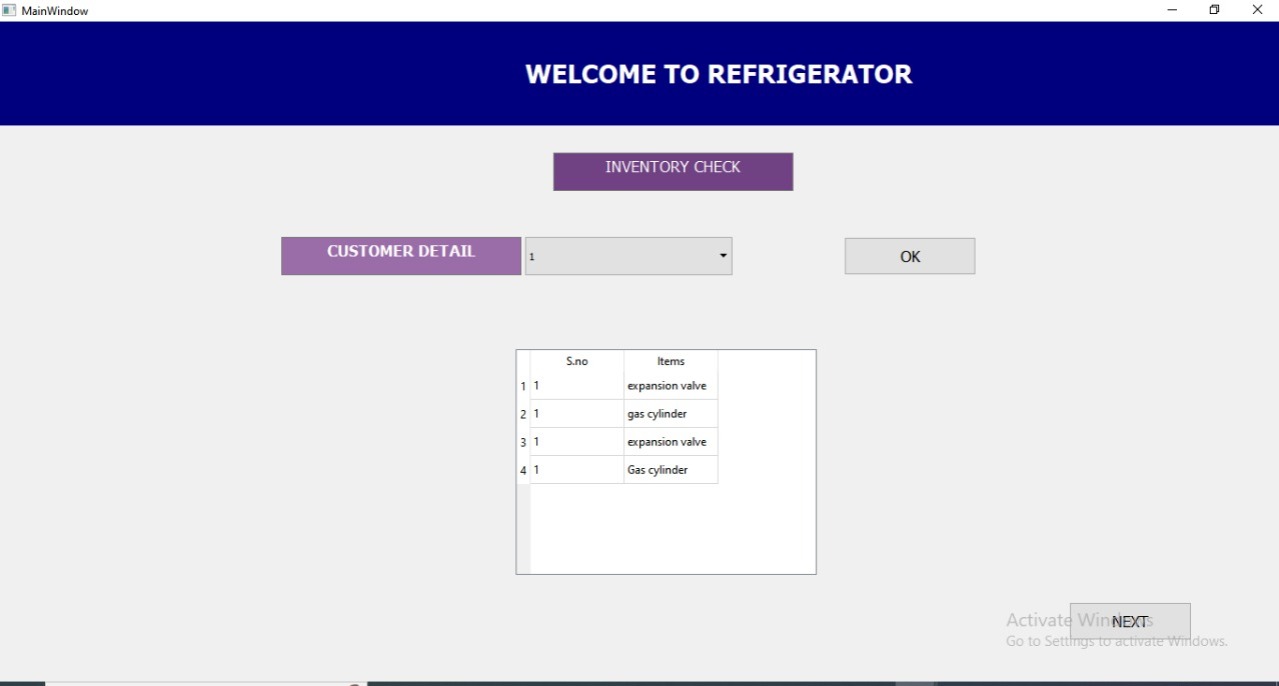 MainWindow
WELCOME TO REFRIGERATOR
INVENTORY CHECK
CUSTOMER DETAIL 1 OK
S.no Items
1 1 expansion valve
2 1 gas cylinder
3 1 expansion valve
4 1 Gas cylinder
NEXT
Activate Windows
Go to Settings to activate Windows.